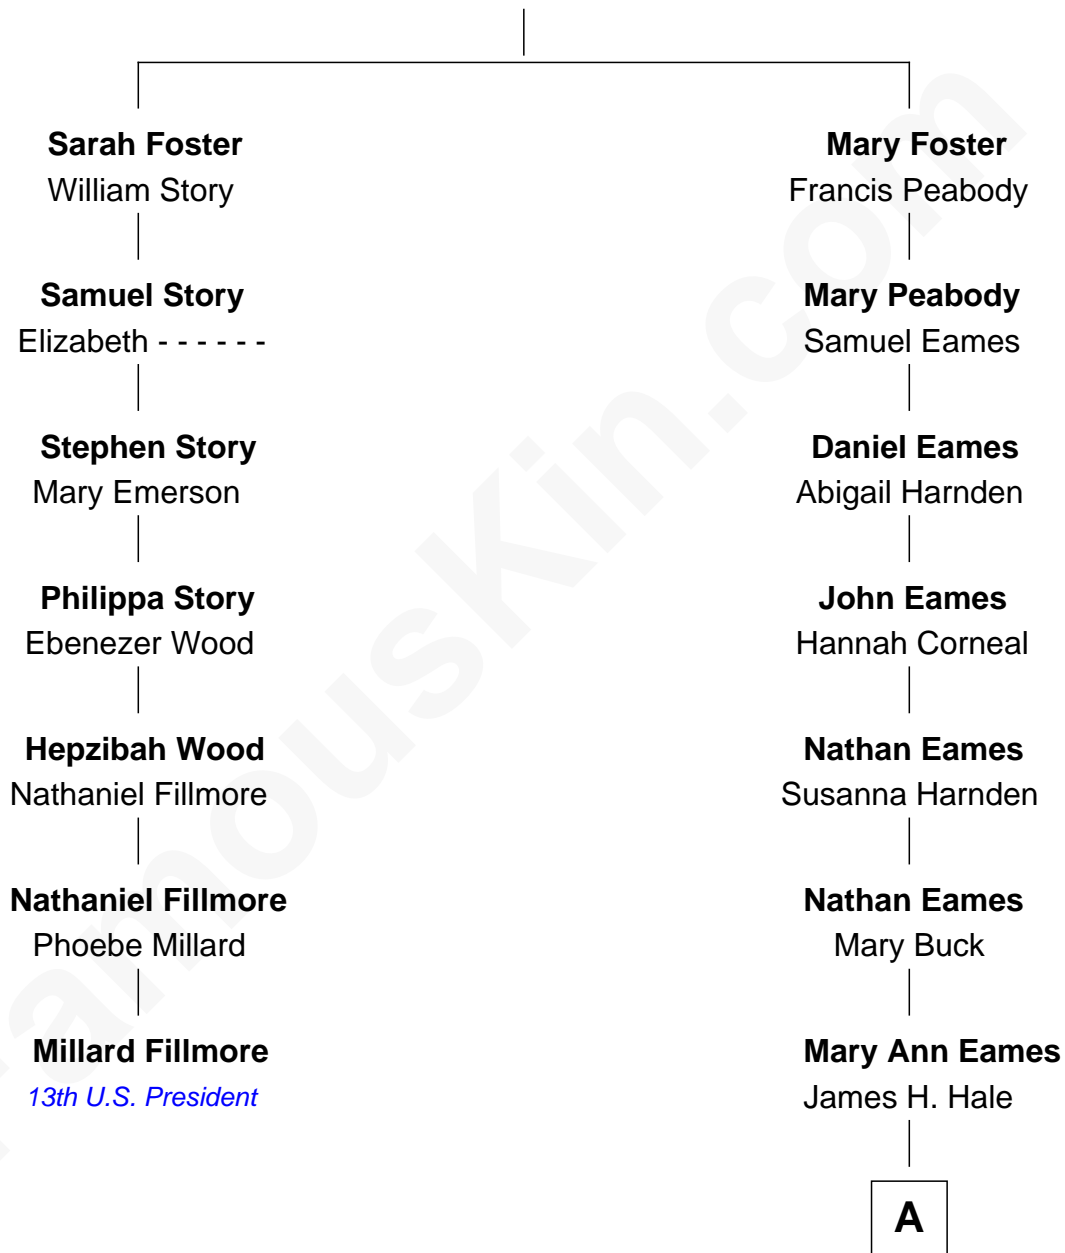 Sarah Foster
William Story
Samuel Story
Elizabeth - - - - - -
Stephen Story
Mary Emerson
Philippa Story
Ebenezer Wood
Hepzibah Wood
Nathaniel Fillmore
Nathaniel Fillmore
Phoebe Millard
Millard Fillmore
13th U.S. President
Mary Foster
Francis Peabody
Mary Peabody
Samuel Eames
Daniel Eames
Abigail Harnden
John Eames
Hannah Corneal
Nathan Eames
Susanna Harnden
Nathan Eames
Mary Buck
Mary Ann Eames
James H. Hale
A
FamousKin.com